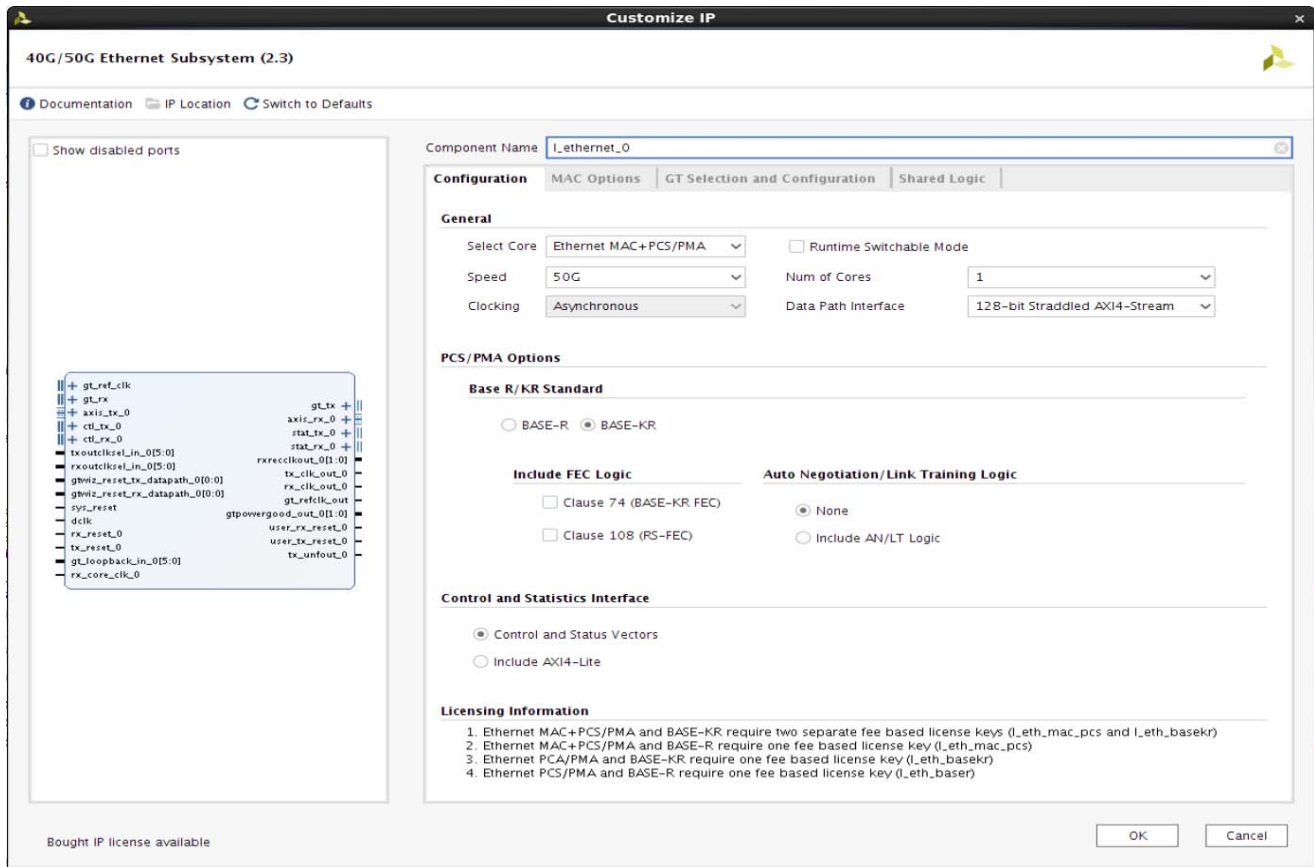 Customize IP
40G/50G Ethernet Subsystem (2.3)
Documentation IP Location Switch to Defaults
Show disabled ports
gt_ref_clk
gt_rx
axis_tx_0
ctl_tx_0
ctl_rx_0
txoutclksel_in_0[5:0]
rxoutclksel_in_0[5:0]
gtwiz_reset_tx_datapath_0[0:0]
gtwiz_reset_rx_datapath_0[0:0]
sys_reset
dclk
rx_reset_0
tx_reset_0
gt_loopback_in_0[5:0]
rx_core_clk_0
gt_tx
axis_rx_0
stat_tx_0
stat_rx_0
rxrecclkout_0[1:0]
tx_clk_out_0
rx_clk_out_0
gt_refclk_out
gtpowergood_out_0[1:0]
user_rx_reset_0
user_tx_reset_0
tx_unfout_0
Component Name l_ethernet_0
Configuration MAC Options GT Selection and Configuration Shared Logic
General
Select Core Ethernet MAC+PCS/PMA Runtime Switchable Mode
Speed 50G Num of Cores 1
Clocking Asynchronous Data Path Interface 128-bit Straddled AXI4-Stream
PCS/PMA Options
Base R/KR Standard
BASE-R BASE-KR
Include FEC Logic Auto Negotiation/Link Training Logic
Clause 74 (BASE-KR FEC) None
Clause 108 (RS-FEC) Include AN/LT Logic
Control and Statistics Interface
Control and Status Vectors
Include AXI4-Lite
Licensing Information
1. Ethernet MAC+PCS/PMA and BASE-KR require two separate fee based license keys (l_eth_mac_pcs and l_eth_basekr)
2. Ethernet MAC+PCS/PMA and BASE-R require one fee based license key (l_eth_mac_pcs)
3. Ethernet PCA/PMA and BASE-KR require one fee based license key (l_eth_basekr)
4. Ethernet PCS/PMA and BASE-R require one fee based license key (l_eth_baser)
Bought IP license available
OK Cancel